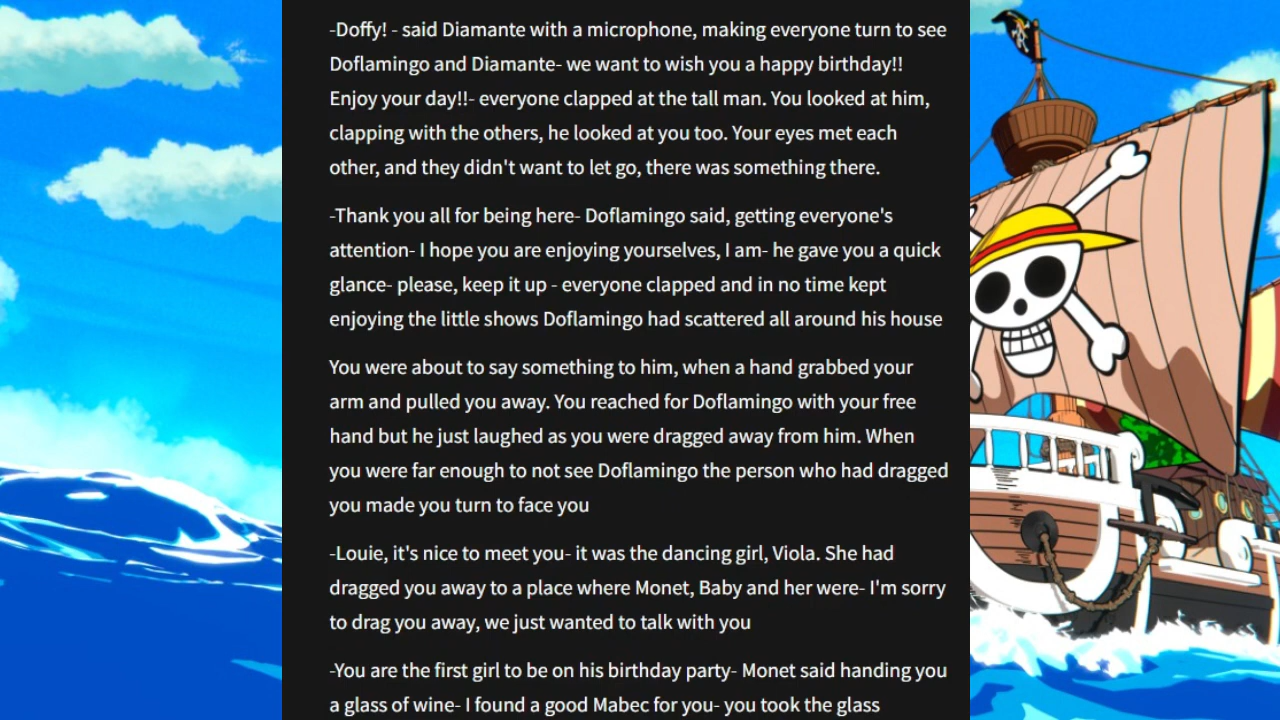 -Doffy! - said Diamante with a microphone, making everyone turn to see
Doflamingo and Diamante- we want to wish you a happy birthday!!
Enjoy your day!!- everyone clapped at the tall man. You looked at him,
clapping with the others, he looked at you too. Your eyes met each
other, and they didn't want to let go, there was something there.
-Thank you all for being here- Doflamingo said, getting everyone's
attention- I hope you are enjoying yourselves, I am- he gave you a quick
glance- please, keep it up - everyone clapped and in no time kept
enjoying the little shows Doflamingo had scattered all around his house
You were about to say something to him, when a hand grabbed your
arm and pulled you away. You reached for Doflamingo with your free
hand but he just laughed as you were dragged away from him. When
you were far enough to not see Doflamingo the person who had dragged
you made you turn to face you
-Louie, it's nice to meet you- it was the dancing girl, Viola. She had
dragged you away to a place where Monet, Baby and her were- I'm sorry
to drag you away, we just wanted to talk with you
-You are the first girl to be on his birthday party- Monet said handing you
a glass of wine- I found a good Mabec for you- you took the glass